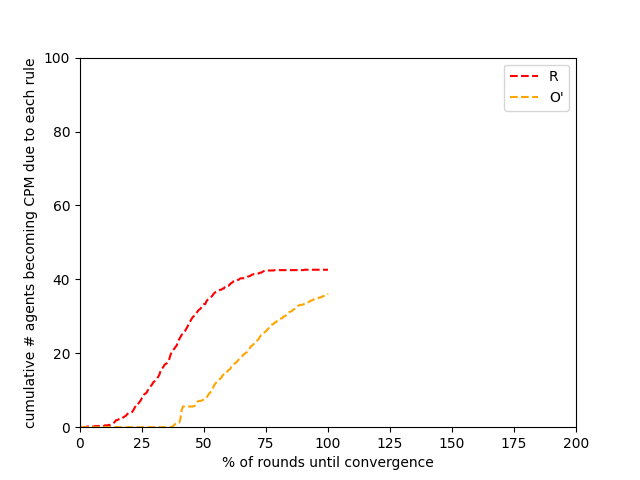 cumulative # agents becoming CPM due to each rule
100
80
60
40
20
0
R
O'
0 25 50 75 100 125 150 175 200
% of rounds until convergence